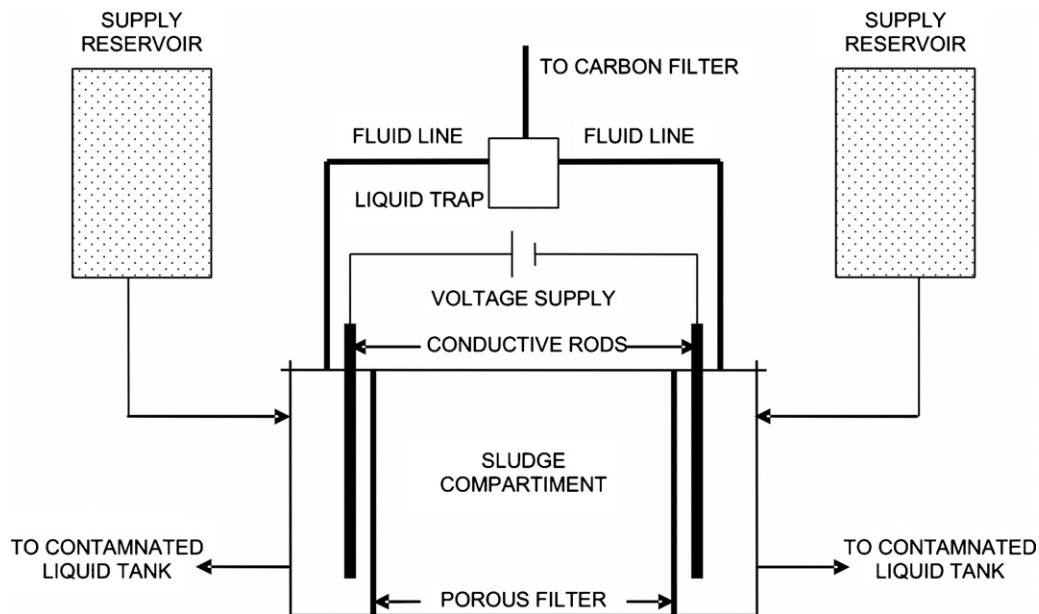 SUPPLY
RESERVOIR
SUPPLY
RESERVOIR
TO CARBON FILTER
FLUID LINE
FLUID LINE
LIQUID TRAP
VOLTAGE SUPPLY
CONDUCTIVE RODS
SLUDGE
COMPARTIMENT
TO CONTAMNATED
LIQUID TANK
TO CONTAMNATED
LIQUID TANK
POROUS FILTER